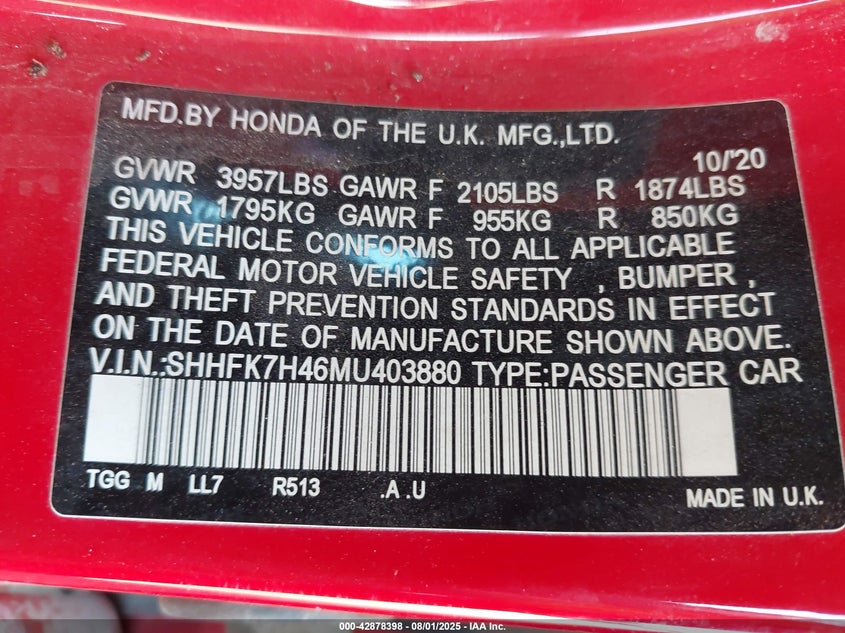 MFD.BY HONDA OF THE U.K. MFG.,LTD.
10/'20
GVWR 3957LBS GAWR F 2105LBS R 1874LBS
GVWR 1795KG GAWR F 955KG R 850KG
THIS VEHICLE CONFORMS TO ALL APPLICABLE
FEDERAL MOTOR VEHICLE SAFETY , BUMPER ,
AND THEFT PREVENTION STANDARDS IN EFFECT
ON THE DATE OF MANUFACTURE SHOWN ABOVE.
V.I.N.:SHHFK7H46MU403880 TYPE:PASSENGER CAR
TGG M LL7 R513 .A .U
MADE IN U.K.
000-42878398 - 08/01/2025 - IAA Inc.